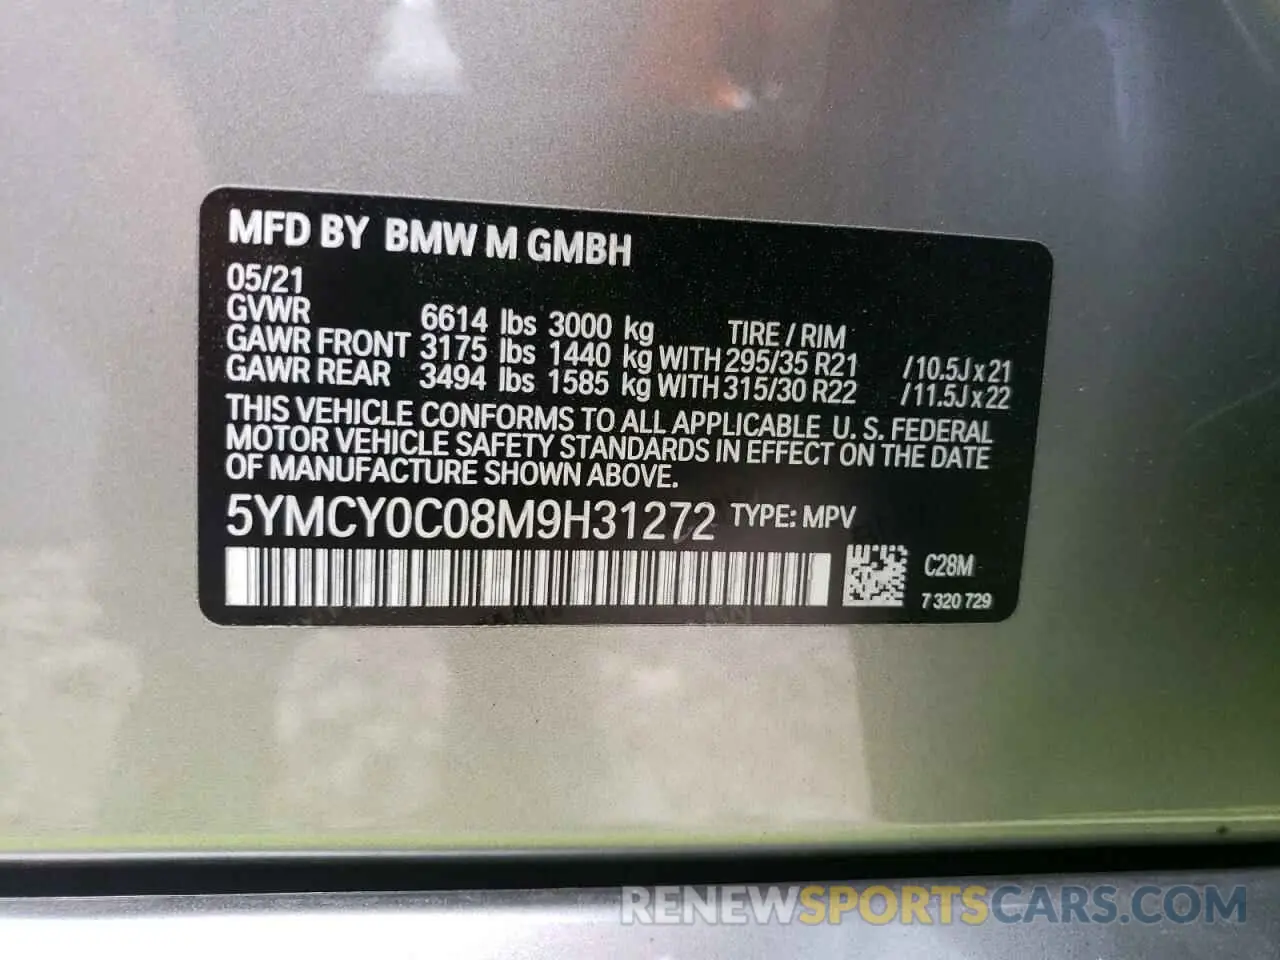 MFD BY BMW M GMBH
05/21
GVWR 6614 lbs 3000 kg TIRE / RIM
GAWR FRONT 3175 lbs 1440 kg WITH 295/35 R21 /10.5J x 21
GAWR REAR 3494 lbs 1585 kg WITH 315/30 R22 /11.5J x 22
THIS VEHICLE CONFORMS TO ALL APPLICABLE U. S. FEDERAL
MOTOR VEHICLE SAFETY STANDARDS IN EFFECT ON THE DATE
OF MANUFACTURE SHOWN ABOVE.
5YMCY0C08M9H31272 TYPE: MPV
C28M
7 320 729
RENEWSPORTSCARS.COM